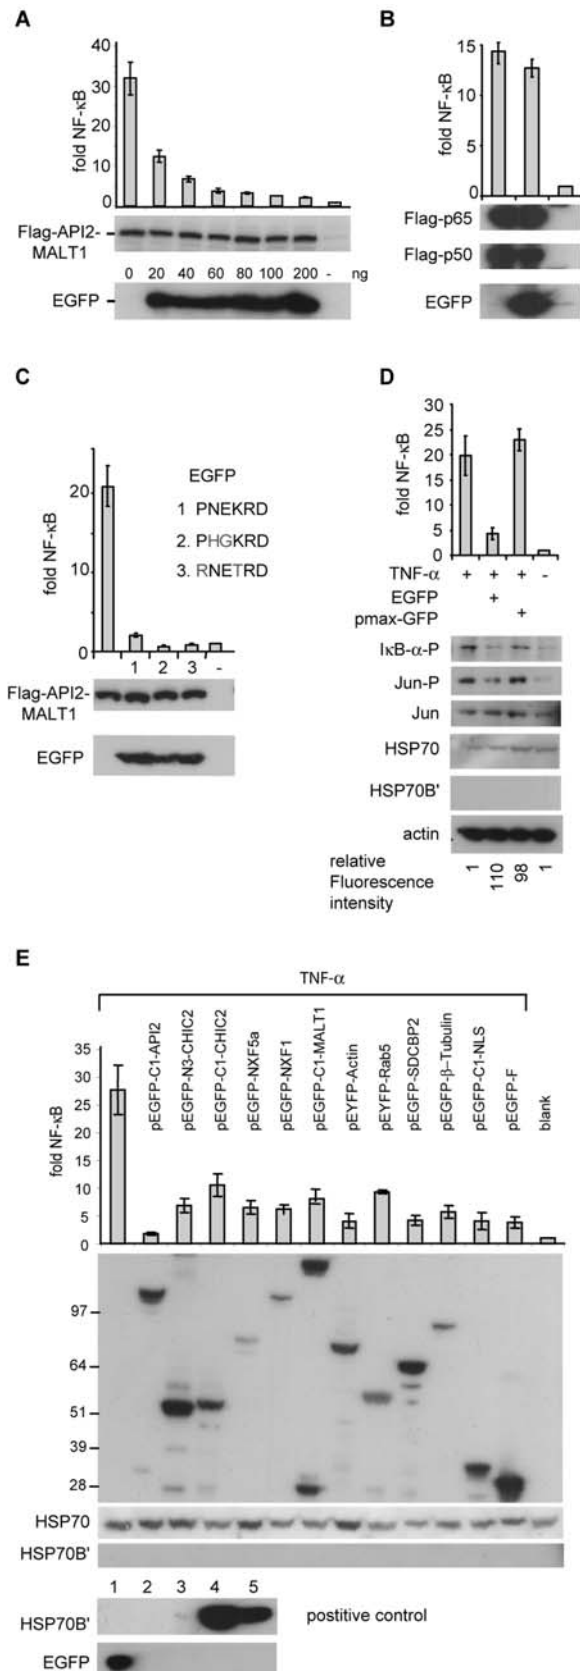 A
fold NF-κB
40
30
20
10
0
Flag-API2-
MALT1
0 20 40 60 80 100 200 - ng
EGFP
B
fold NF-κB
15
10
5
0
Flag-p65
Flag-p50
EGFP
C
fold NF-κB
20
10
0
EGFP
1 PNEKRD
2. PHGKRD
3. RNETRD
1 2 3 -
Flag-API2-
MALT1
EGFP
D
fold NF-κB
30
25
20
15
10
5
0
TNF-α + + + -
EGFP +
pmax-GFP +
IκB-α-P
Jun-P
Jun
HSP70
HSP70B'
actin
relative
Fluorescence
intensity
1 110 98 1
E
TNF-α
fold NF-κB
35
30
25
20
15
10
5
0
pEGFP-C1-API2
pEGFP-N3-CHIC2
pEGFP-C1-CHIC2
pEGFP-NXF5a
pEGFP-NXF1
pEGFP-C1-MALT1
pEYFP-Actin
pEYFP-Rab5
pEGFP-SDCBP2
pEGFP-β-Tubulin
pEGFP-C1-NLS
pEGFP-F
blank
97
64
51
39
28
HSP70
HSP70B'
1 2 3 4 5
HSP70B'
postitive control
EGFP